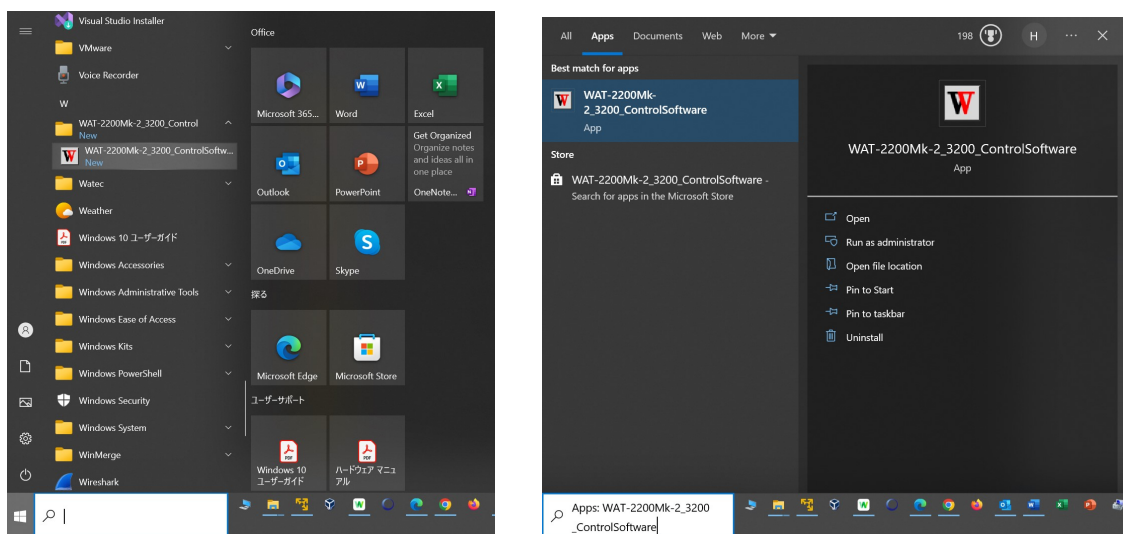 Visual Studio Installer
VMware
Voice Recorder
W
WAT-2200Mk-2_3200_Control
New
WAT-2200Mk-2_3200_ControlSoftw...
New
Watec
Weather
Windows 10 ユーザーガイド
Windows Accessories
Windows Administrative Tools
Windows Ease of Access
Windows Kits
Windows PowerShell
Windows Security
Windows System
WinMerge
Wireshark
Office
Microsoft 365...
Word
Excel
Outlook
PowerPoint
Get Organized
Organize notes
and ideas all in
one place
OneNote...
OneDrive
Skype
探る
Microsoft Edge
Microsoft Store
ユーザーサポート
Windows 10
ユーザーガイド
ハードウェア マニュ
アル
All Apps Documents Web More
198
H
Best match for apps
WAT-2200Mk-
2_3200_ControlSoftware
App
Store
WAT-2200Mk-2_3200_ControlSoftware -
Search for apps in the Microsoft Store
WAT-2200Mk-2_3200_ControlSoftware
App
Open
Run as administrator
Open file location
Pin to Start
Pin to taskbar
Uninstall
Apps: WAT-2200Mk-2_3200
_ControlSoftware